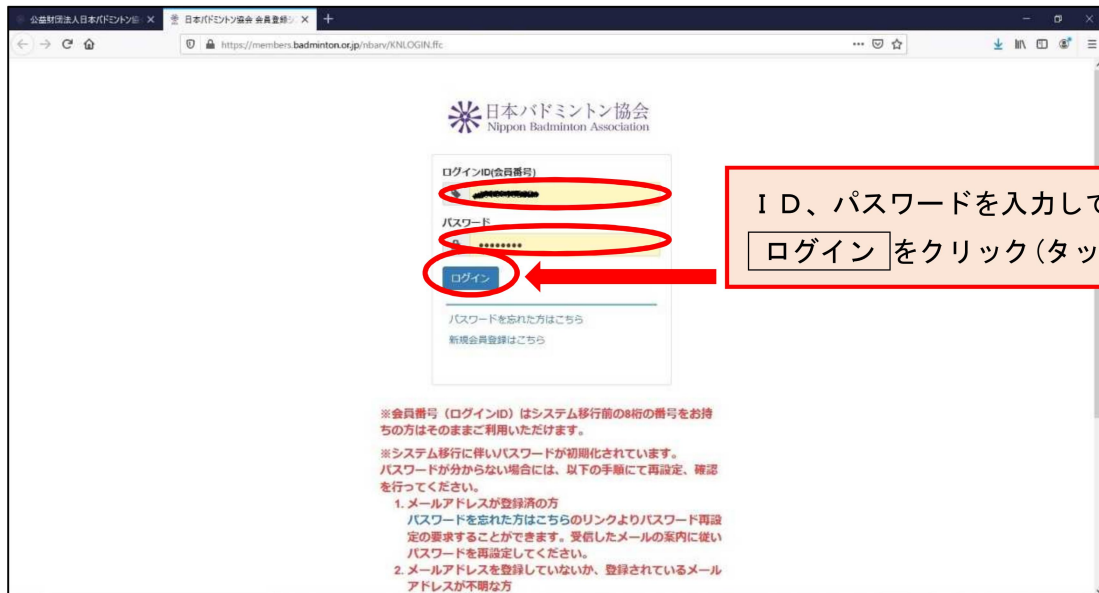 公益財団法人日本バドミントン協
日本バドミントン協会 会員登録シ
https://members.badminton.or.jp/nbarv/KNLOGIN.ffc
日本バドミントン協会
Nippon Badminton Association
ログインID(会員番号)
パスワード
ログイン
パスワードを忘れた方はこちら
新規会員登録はこちら
ID、パスワードを入力して
ログイン をクリック(タッ
※会員番号(ログインID)はシステム移行前の8桁の番号をお持
ちの方はそのままご利用いただけます。
※システム移行に伴いパスワードが初期化されています。
パスワードが分からない場合には、以下の手順にて再設定、確認
を行ってください。
1. メールアドレスが登録済の方
パスワードを忘れた方はこちらのリンクよりパスワード再設
定の要求することができます。受信したメールの案内に従い
パスワードを再設定してください。
2. メールアドレスを登録していないか、登録されているメール
アドレスが不明な方